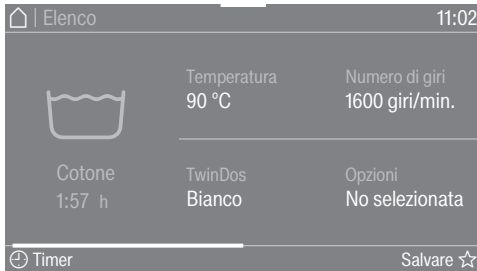 | Elenco
11:02
Temperatura
90 °C
Numero di giri
1600 giri/min.
Cotone
1:57 h
TwinDos
Bianco
Opzioni
No selezionata
Timer
Salvare ☆